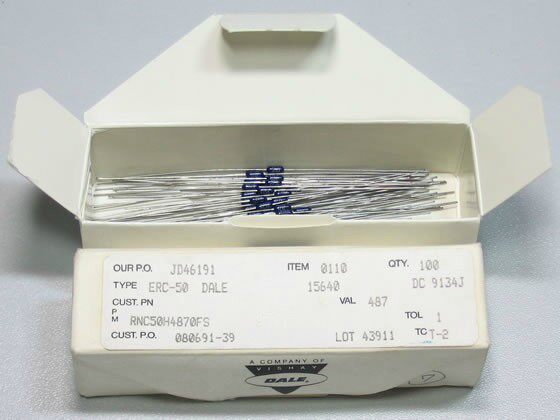 OUR P.O. JD46191 ITEM 0110 QTY. 100
TYPE ERC-50 DALE 15640 DC 9134J
CUST. PN VAL 487
P
M RNC50H4870FS TOL 1
CUST. P.O. 080691-39 LOT 43911 TC T-2
A COMPANY OF
VISHAY
DALE
7